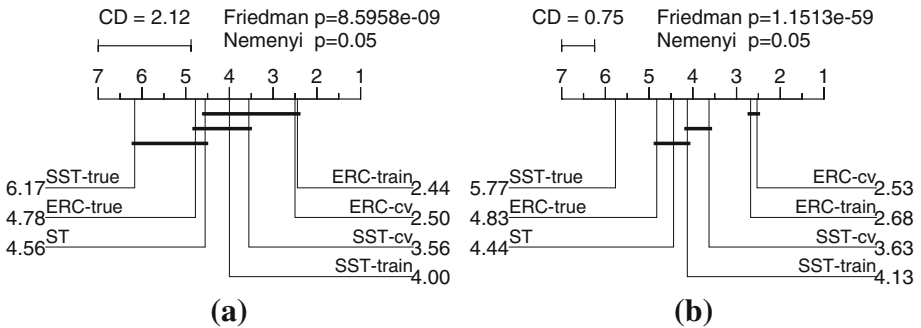 CD = 2.12 Friedman p=8.5958e-09
Nemenyi p=0.05
7 6 5 4 3 2 1
6.17 SST-true ERC-train 2.44
4.78 ERC-true ERC-cv 2.50
4.56 ST SST-cv 3.56
SST-train 4.00
(a)
CD = 0.75 Friedman p=1.1513e-59
Nemenyi p=0.05
7 6 5 4 3 2 1
5.77 SST-true ERC-cv 2.53
4.83 ERC-true ERC-train 2.68
4.44 ST SST-cv 3.63
SST-train 4.13
(b)